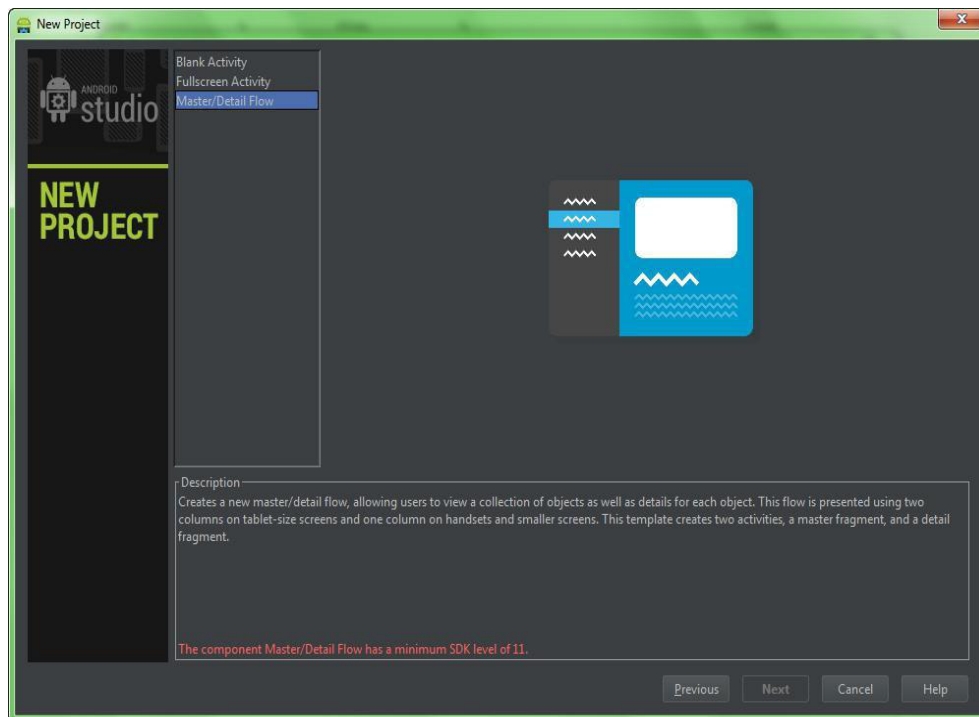 New Project
X
ANDROID
studio
NEW
PROJECT
Blank Activity
Fullscreen Activity
Master/Detail Flow
Description
Creates a new master/detail flow, allowing users to view a collection of objects as well as details for each object. This flow is presented using two
columns on tablet-size screens and one column on handsets and smaller screens. This template creates two activities, a master fragment, and a detail
fragment.
The component Master/Detail Flow has a minimum SDK level of 11.
Previous
Next
Cancel
Help